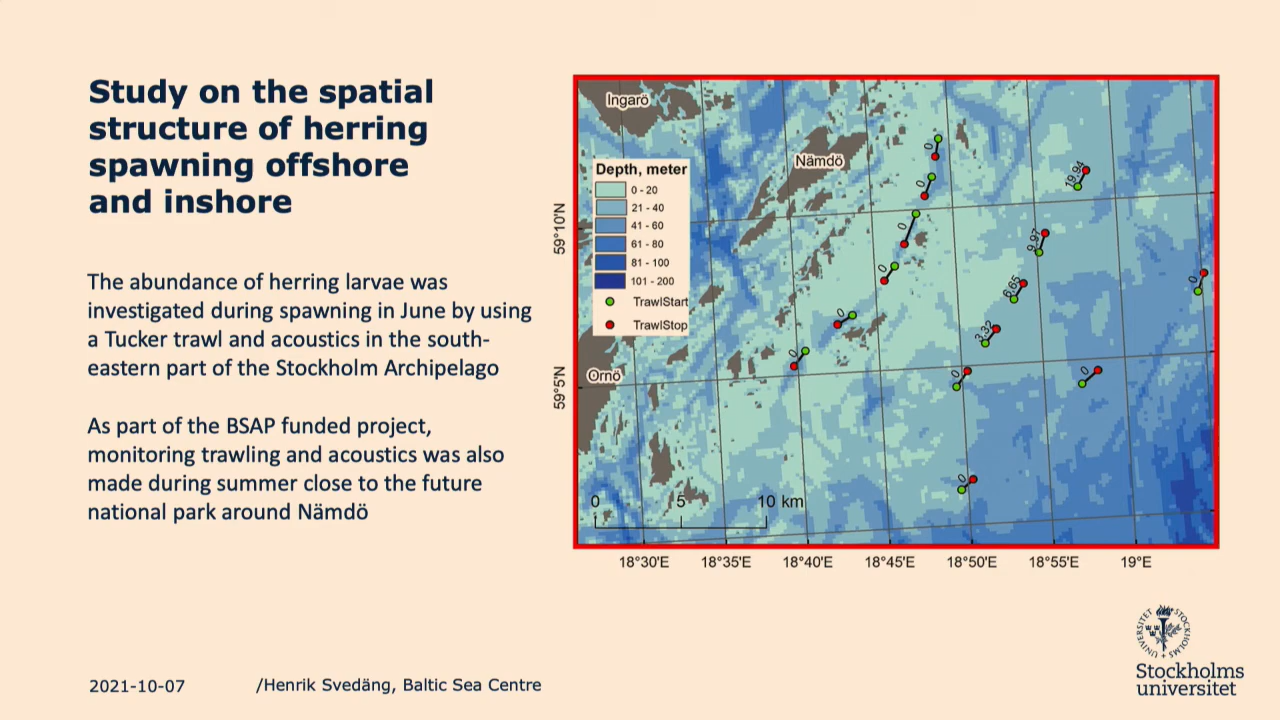 Study on the spatial
structure of herring
spawning offshore
and inshore
The abundance of herring larvae was
investigated during spawning in June by using
a Tucker trawl and acoustics in the south-
eastern part of the Stockholm Archipelago
As part of the BSAP funded project,
monitoring trawling and acoustics was also
made during summer close to the future
national park around Nämdö
Ingarö
Nämdö
Ornö
Depth, meter
0 - 20
21 - 40
41 - 60
61 - 80
81 - 100
101 - 200
TrawlStart
TrawlStop
0
0
0
0
0
0
19,94
9,97
6,65
3,32
0
0
0
0
59°10'N
59°5'N
0 5 10 km
18°30'E 18°35'E 18°40'E 18°45'E 18°50'E 18°55'E 19°E
2021-10-07
/Henrik Svedäng, Baltic Sea Centre
STOCKHOLMS
UNIVERSITET
Stockholms
universitet